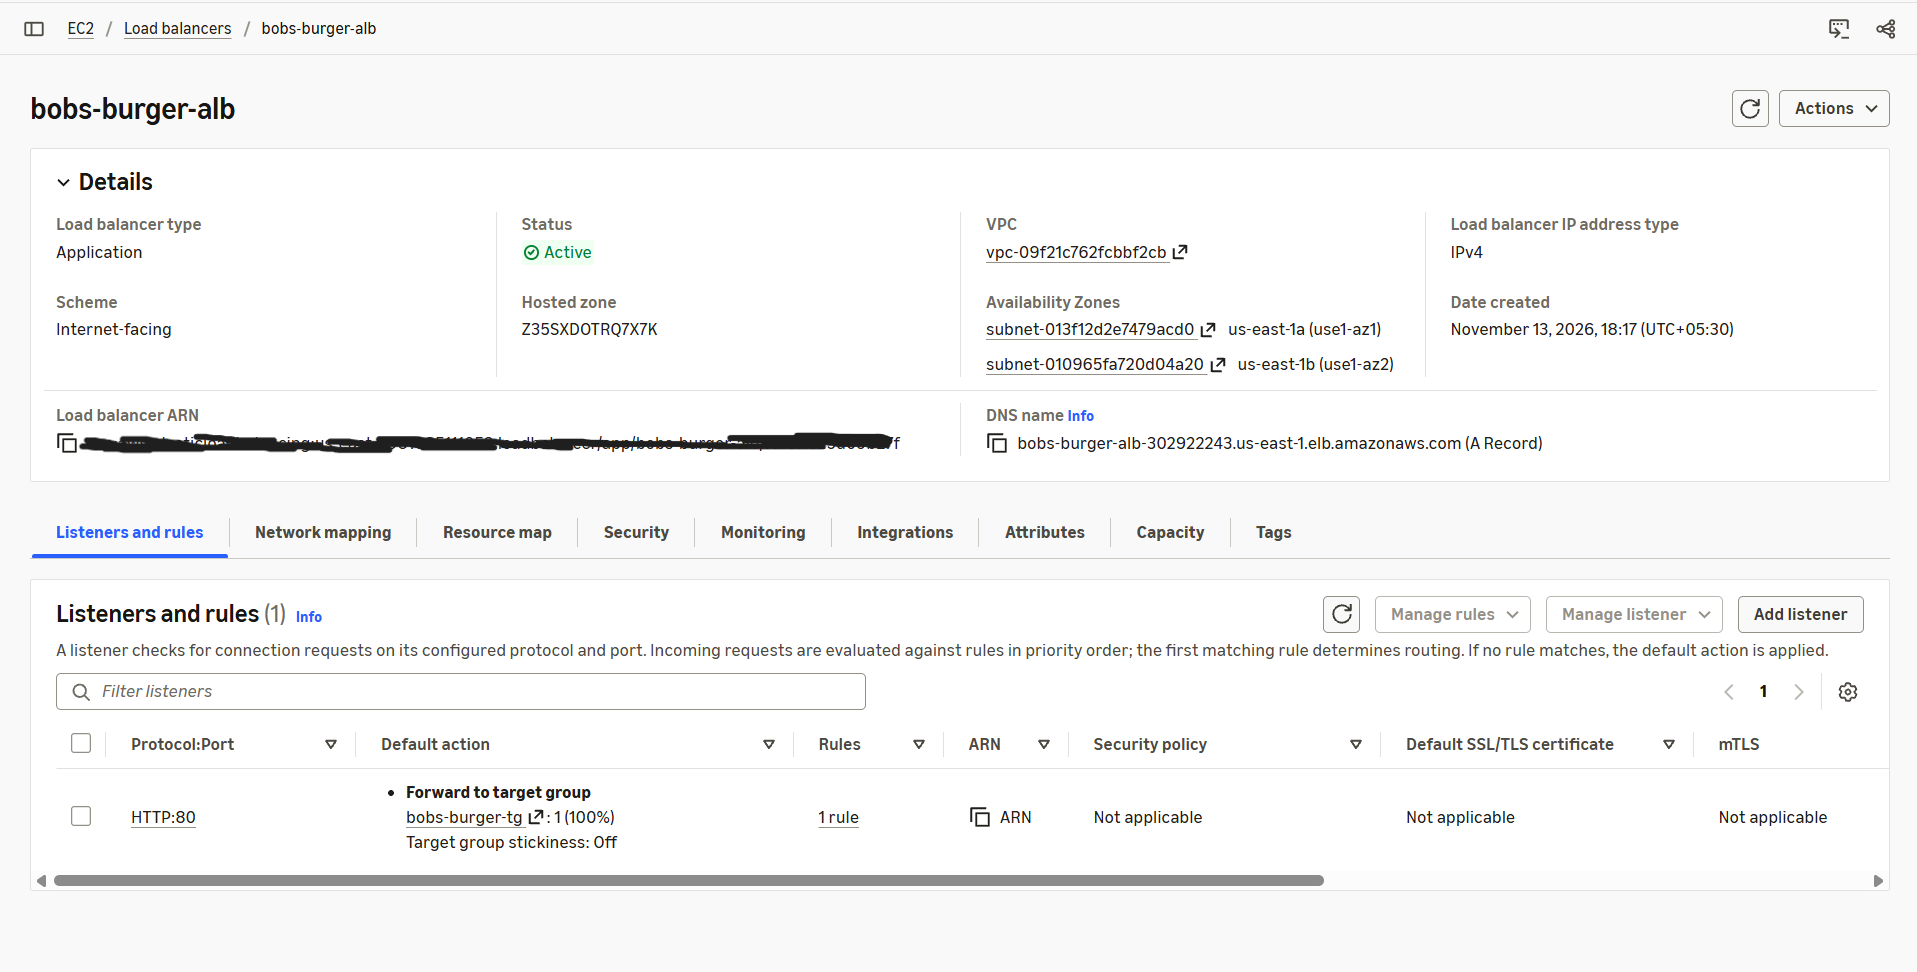 EC2 / Load balancers / bobs-burger-alb
bobs-burger-alb
Actions
Details
Load balancer type
Application
Status
Active
VPC
vpc-09f21c762fcbbf2cb
Load balancer IP address type
IPv4
Scheme
Internet-facing
Hosted zone
Z35SXDOTRQ7X7K
Availability Zones
subnet-013f12d2e7479acd0 us-east-1a (use1-az1)
subnet-010965fa720d04a20 us-east-1b (use1-az2)
Date created
November 13, 2026, 18:17 (UTC+05:30)
Load balancer ARN
DNS name Info
bobs-burger-alb-302922243.us-east-1.elb.amazonaws.com (A Record)
Listeners and rules Network mapping Resource map Security Monitoring Integrations Attributes Capacity Tags
Listeners and rules (1) Info
Manage rules Manage listener Add listener
A listener checks for connection requests on its configured protocol and port. Incoming requests are evaluated against rules in priority order; the first matching rule determines routing. If no rule matches, the default action is applied.
Filter listeners
1
Protocol:Port Default action Rules ARN Security policy Default SSL/TLS certificate mTLS
• Forward to target group
HTTP:80 bobs-burger-tg : 1 (100%) 1 rule ARN Not applicable Not applicable Not applicable
Target group stickiness: Off